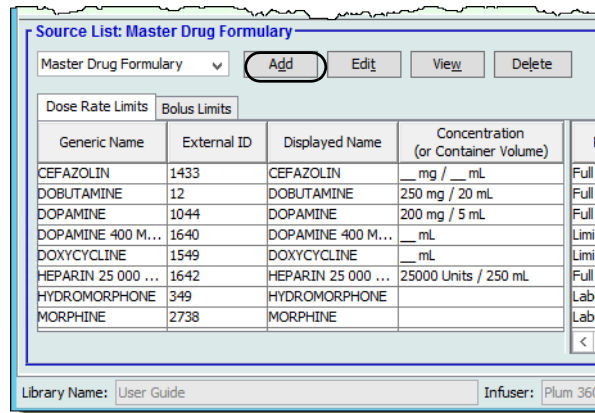 Source List: Master Drug Formulary
Master Drug Formulary Add Edit View Delete
Dose Rate Limits Bolus Limits
Generic Name External ID Displayed Name Concentration
(or Container Volume)
CEFAZOLIN 1433 CEFAZOLIN __ mg / __ mL Full
DOBUTAMINE 12 DOBUTAMINE 250 mg / 20 mL Full
DOPAMINE 1044 DOPAMINE 200 mg / 5 mL Full
DOPAMINE 400 M... 1640 DOPAMINE 400 M... __ mL Limi
DOXYCYCLINE 1549 DOXYCYCLINE __ mL Limi
HEPARIN 25 000 ... 1642 HEPARIN 25 000 ... 25000 Units / 250 mL Full
HYDROMORPHONE 349 HYDROMORPHONE Lab
MORPHINE 2738 MORPHINE Lab
Library Name: User Guide Infuser: Plum 360